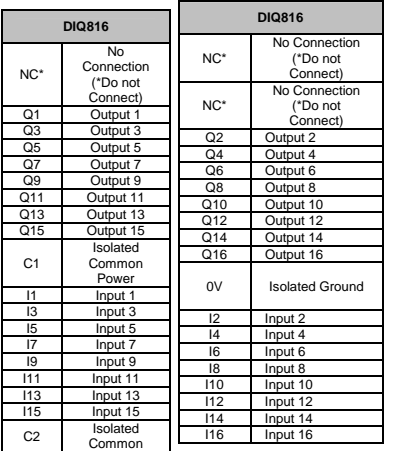 DIQ816
NC* No
Connection
(*Do not
Connect)
Q1 Output 1
Q3 Output 3
Q5 Output 5
Q7 Output 7
Q9 Output 9
Q11 Output 11
Q13 Output 13
Q15 Output 15
C1 Isolated
Common
Power
I1 Input 1
I3 Input 3
I5 Input 5
I7 Input 7
I9 Input 9
I11 Input 11
I13 Input 13
I15 Input 15
C2 Isolated
Common
DIQ816
NC* No Connection
(*Do not
Connect)
NC* No Connection
(*Do not
Connect)
Q2 Output 2
Q4 Output 4
Q6 Output 6
Q8 Output 8
Q10 Output 10
Q12 Output 12
Q14 Output 14
Q16 Output 16
0V Isolated Ground
I2 Input 2
I4 Input 4
I6 Input 6
I8 Input 8
I10 Input 10
I12 Input 12
I14 Input 14
I16 Input 16